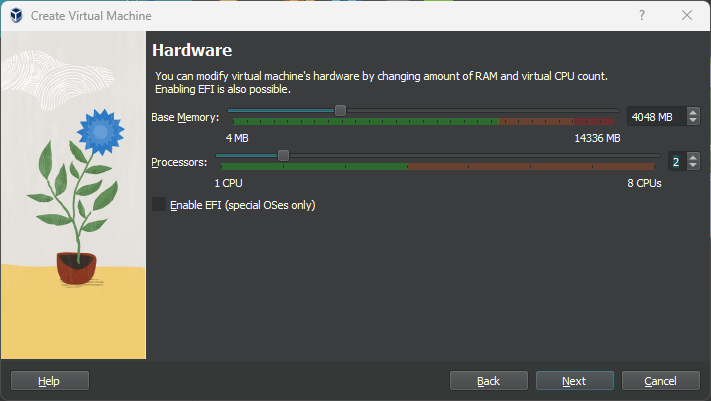 Create Virtual Machine
?
Hardware
You can modify virtual machine's hardware by changing amount of RAM and virtual CPU count.
Enabling EFI is also possible.
Base Memory: 4048 MB
4 MB 14336 MB
Processors: 2
1 CPU 8 CPUs
Enable EFI (special OSes only)
Help Back Next Cancel